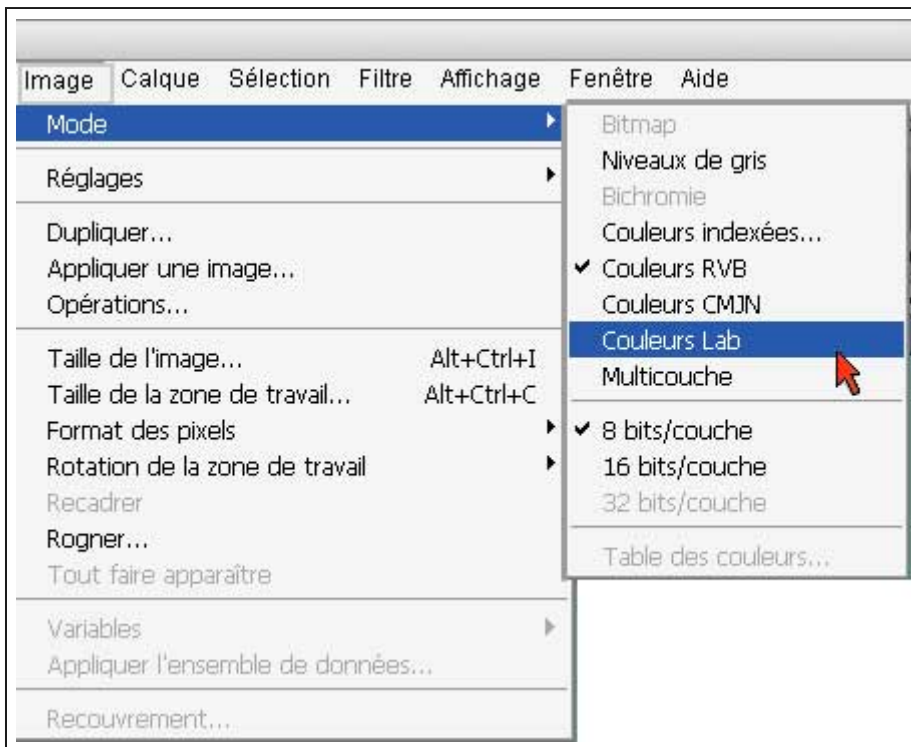 Image Calque Sélection Filtre Affichage Fenêtre Aide
Mode
Réglages
Dupliquer...
Appliquer une image...
Opérations...
Taille de l'image... Alt+Ctrl+I
Taille de la zone de travail... Alt+Ctrl+C
Format des pixels
Rotation de la zone de travail
Recadrer
Rogner...
Tout faire apparaître
Variables
Appliquer l'ensemble de données...
Recouvrement...
Bitmap
Niveaux de gris
Bichromie
Couleurs indexées...
Couleurs RVB
Couleurs CMJN
Couleurs Lab
Multicouche
8 bits/couche
16 bits/couche
32 bits/couche
Table des couleurs...